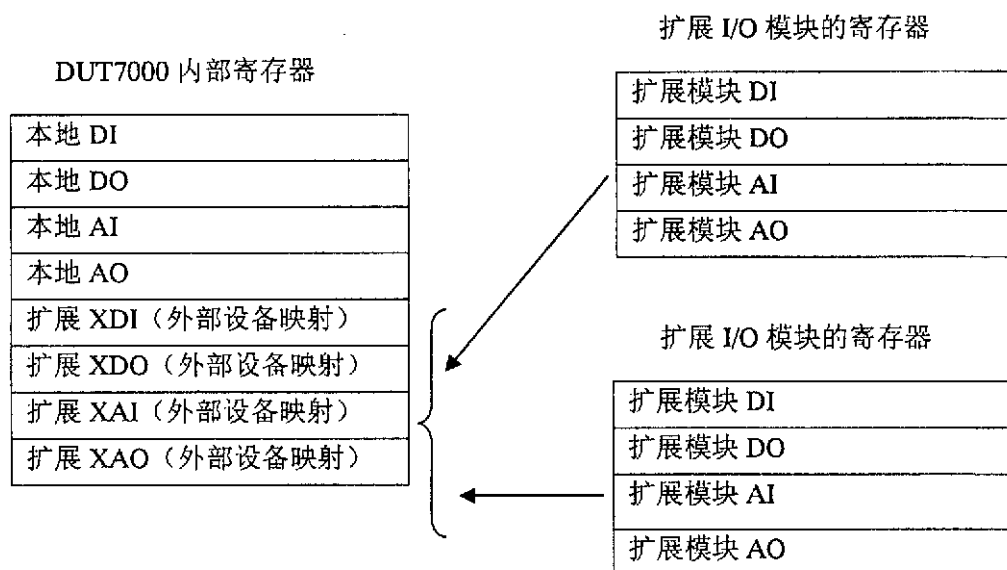 DUT7000 内部寄存器
本地 DI
本地 DO
本地 AI
本地 AO
扩展 XDI（外部设备映射）
扩展 XDO（外部设备映射）
扩展 XAI（外部设备映射）
扩展 XAO（外部设备映射）
扩展 I/O 模块的寄存器
扩展模块 DI
扩展模块 DO
扩展模块 AI
扩展模块 AO
扩展 I/O 模块的寄存器
扩展模块 DI
扩展模块 DO
扩展模块 AI
扩展模块 AO